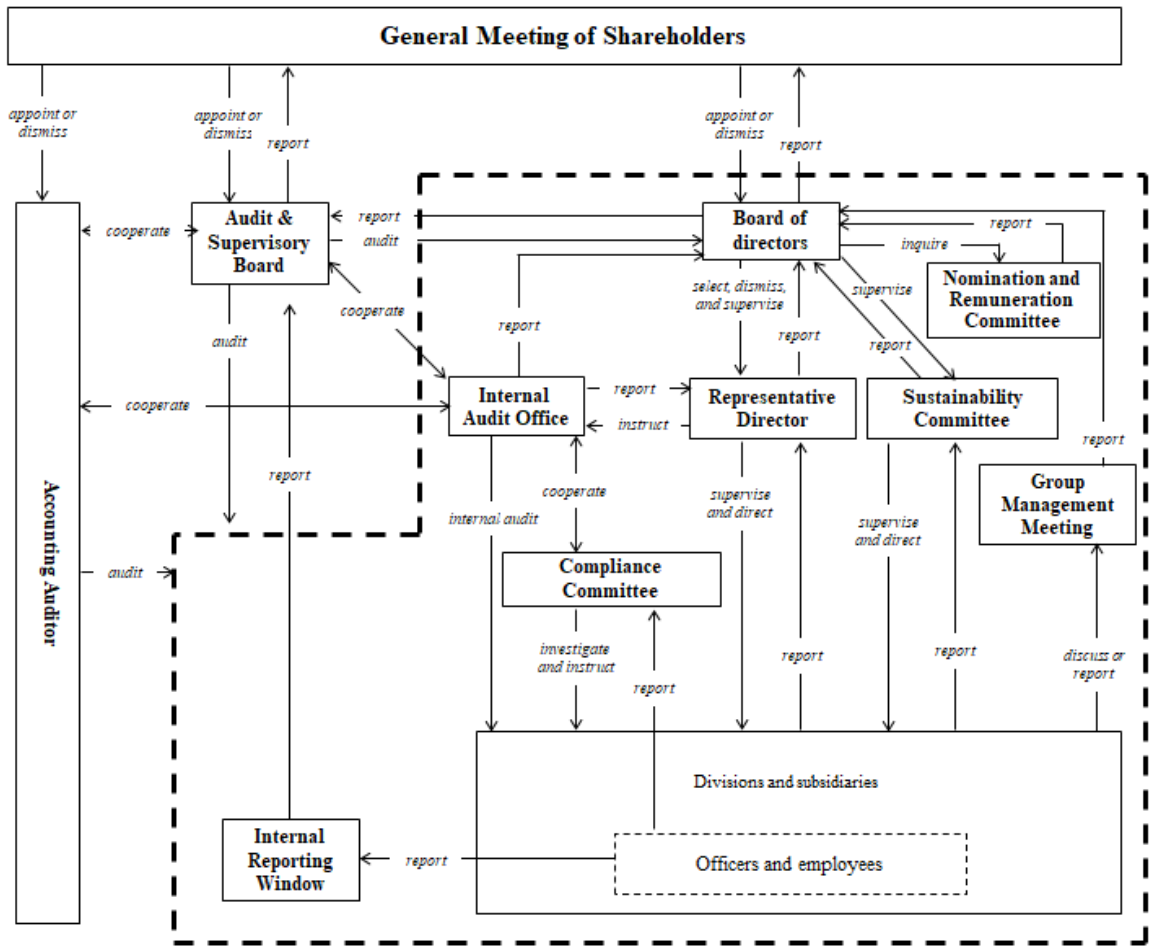 General Meeting of Shareholders
appoint or
dismiss
appoint or
dismiss
report
appoint or
dismiss
report
Audit &
Supervisory
Board
cooperate
report
audit
Board of
directors
report
inquire
Nomination and
Remuneration
Committee
select, dismiss,
and supervise
supervise
cooperate
audit
report
report
report
Internal
Audit Office
report
instruct
Representative
Director
Sustainability
Committee
cooperate
report
report
Group
Management
Meeting
Accounting Auditor
cooperate
internal audit
supervise
and direct
supervise
and direct
audit
Compliance
Committee
investigate
and instruct
report
report
report
discuss or
report
Divisions and subsidiaries
Internal
Reporting
Window
report
Officers and employees